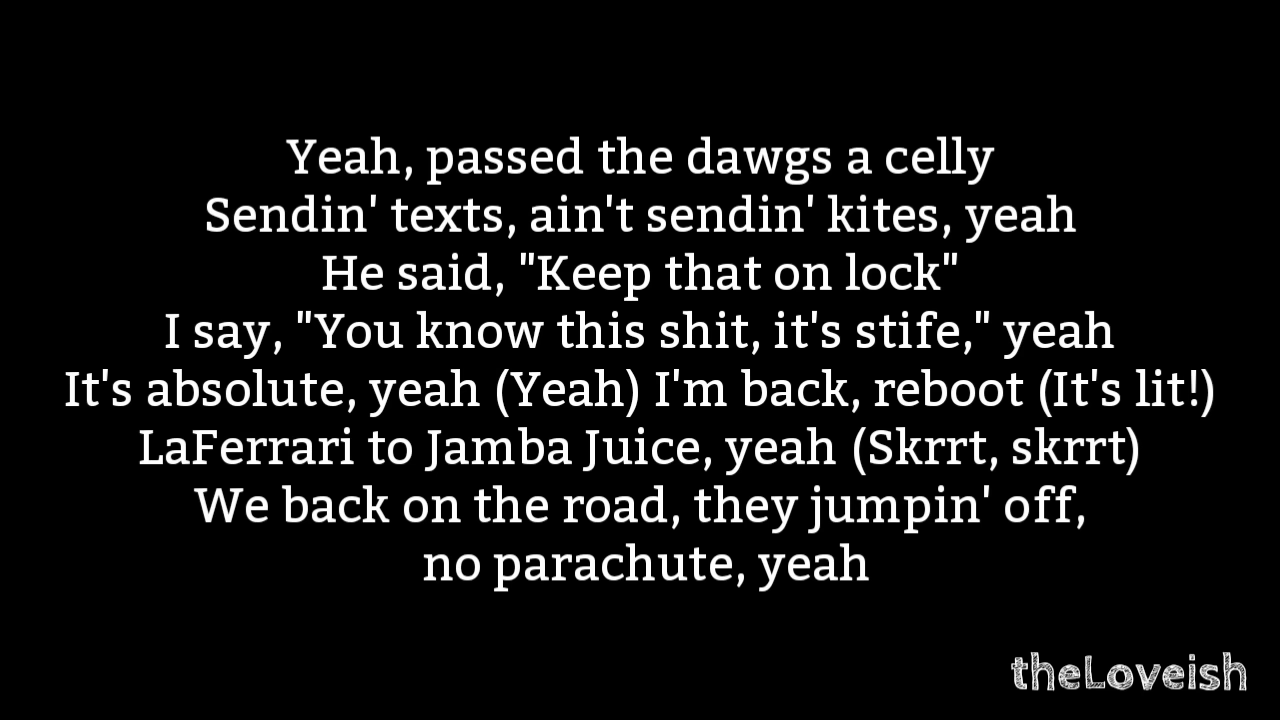 Yeah, passed the dawgs a celly
Sendin' texts, ain't sendin' kites, yeah
He said, "Keep that on lock"
I say, "You know this shit, it's stife," yeah
It's absolute, yeah (Yeah) I'm back, reboot (It's lit!)
LaFerrari to Jamba Juice, yeah (Skrrt, skrrt)
We back on the road, they jumpin' off,
no parachute, yeah
theLoveish